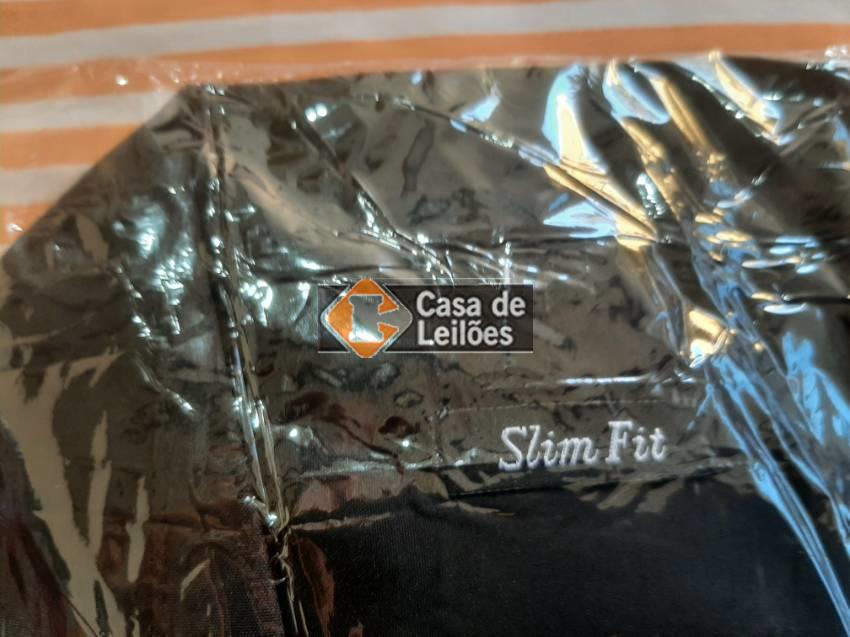 Casa de
Leilões
Slim Fit